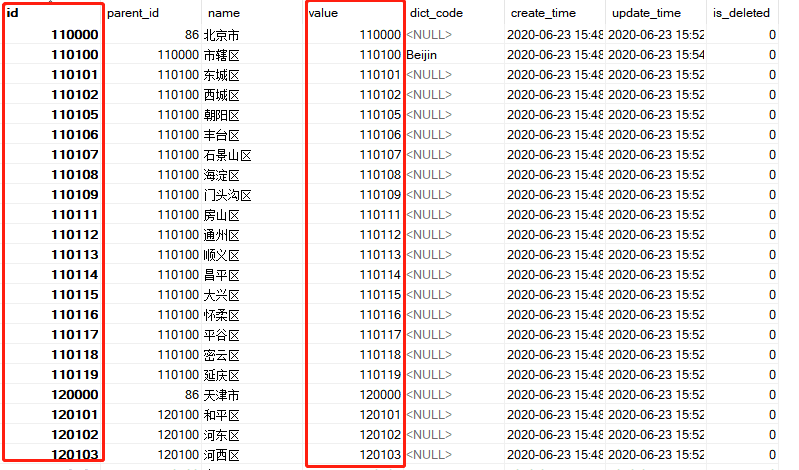 id parent_id name value dict_code create_time update_time is_deleted
110000 86 北京市 110000 <NULL> 2020-06-23 15:48 2020-06-23 15:52 0
110100 110000 市辖区 110100 Beijin 2020-06-23 15:48 2020-06-23 15:54 0
110101 110100 东城区 110101 <NULL> 2020-06-23 15:48 2020-06-23 15:52 0
110102 110100 西城区 110102 <NULL> 2020-06-23 15:48 2020-06-23 15:52 0
110105 110100 朝阳区 110105 <NULL> 2020-06-23 15:48 2020-06-23 15:52 0
110106 110100 丰台区 110106 <NULL> 2020-06-23 15:48 2020-06-23 15:52 0
110107 110100 石景山区 110107 <NULL> 2020-06-23 15:48 2020-06-23 15:52 0
110108 110100 海淀区 110108 <NULL> 2020-06-23 15:48 2020-06-23 15:52 0
110109 110100 门头沟区 110109 <NULL> 2020-06-23 15:48 2020-06-23 15:52 0
110111 110100 房山区 110111 <NULL> 2020-06-23 15:48 2020-06-23 15:52 0
110112 110100 通州区 110112 <NULL> 2020-06-23 15:48 2020-06-23 15:52 0
110113 110100 顺义区 110113 <NULL> 2020-06-23 15:48 2020-06-23 15:52 0
110114 110100 昌平区 110114 <NULL> 2020-06-23 15:48 2020-06-23 15:52 0
110115 110100 大兴区 110115 <NULL> 2020-06-23 15:48 2020-06-23 15:52 0
110116 110100 怀柔区 110116 <NULL> 2020-06-23 15:48 2020-06-23 15:52 0
110117 110100 平谷区 110117 <NULL> 2020-06-23 15:48 2020-06-23 15:52 0
110118 110100 密云区 110118 <NULL> 2020-06-23 15:48 2020-06-23 15:52 0
110119 110100 延庆区 110119 <NULL> 2020-06-23 15:48 2020-06-23 15:52 0
120000 86 天津市 120000 <NULL> 2020-06-23 15:48 2020-06-23 15:52 0
120101 120100 和平区 120101 <NULL> 2020-06-23 15:48 2020-06-23 15:52 0
120102 120100 河东区 120102 <NULL> 2020-06-23 15:48 2020-06-23 15:52 0
120103 120100 河西区 120103 <NULL> 2020-06-23 15:48 2020-06-23 15:52 0